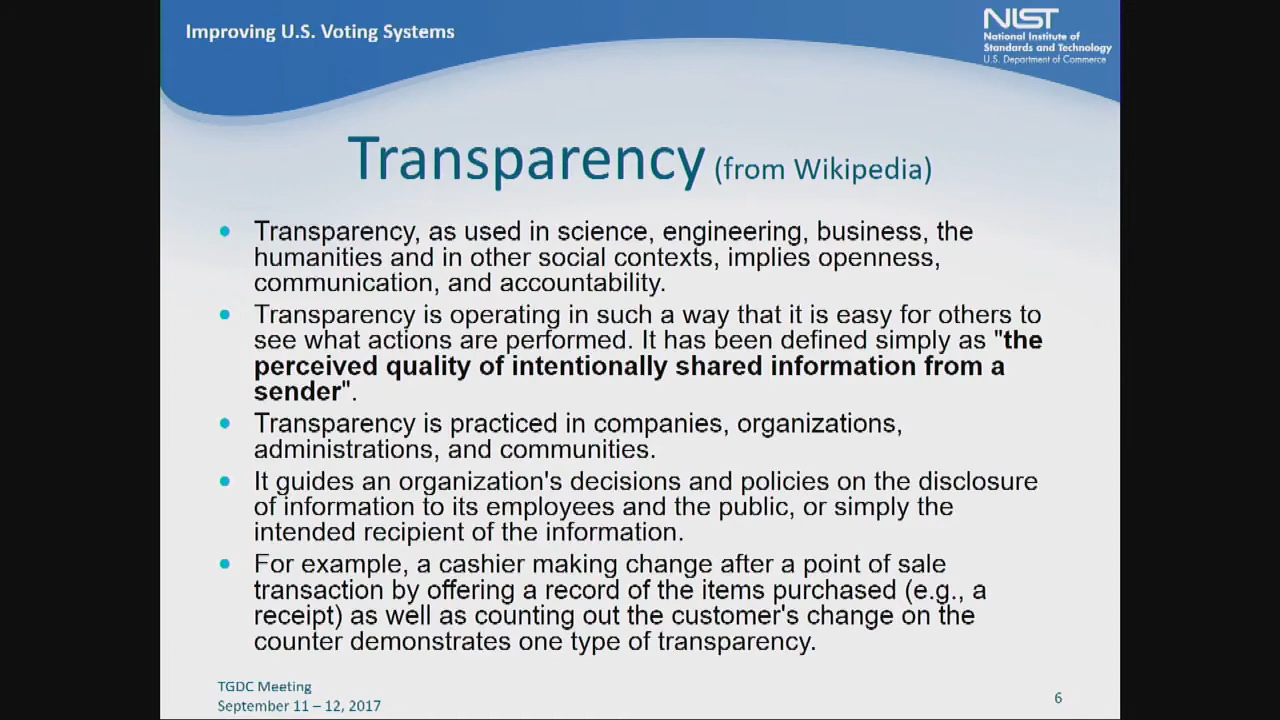 Improving U.S. Voting Systems
NIST
National Institute of
Standards and Technology
U.S. Department of Commerce
Transparency (from Wikipedia)
• Transparency, as used in science, engineering, business, the
humanities and in other social contexts, implies openness,
communication, and accountability.
• Transparency is operating in such a way that it is easy for others to
see what actions are performed. It has been defined simply as "the
perceived quality of intentionally shared information from a
sender".
• Transparency is practiced in companies, organizations,
administrations, and communities.
• It guides an organization's decisions and policies on the disclosure
of information to its employees and the public, or simply the
intended recipient of the information.
• For example, a cashier making change after a point of sale
transaction by offering a record of the items purchased (e.g., a
receipt) as well as counting out the customer's change on the
counter demonstrates one type of transparency.
TGDC Meeting
September 11 – 12, 2017
6